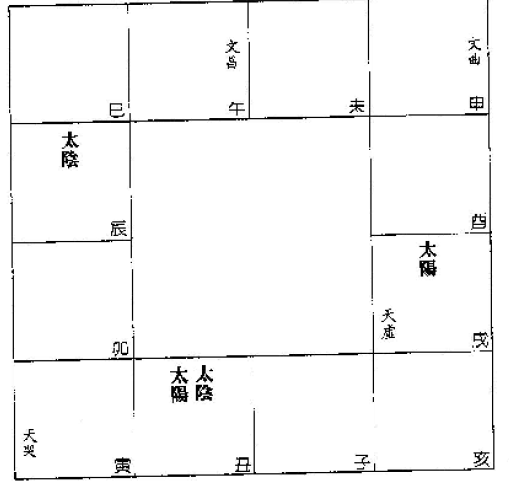 文昌
文曲
巳
午
未
申
太陰
辰
酉
太陽
天虛
卯
戌
太陽
太陰
天哭
寅
丑
子
亥